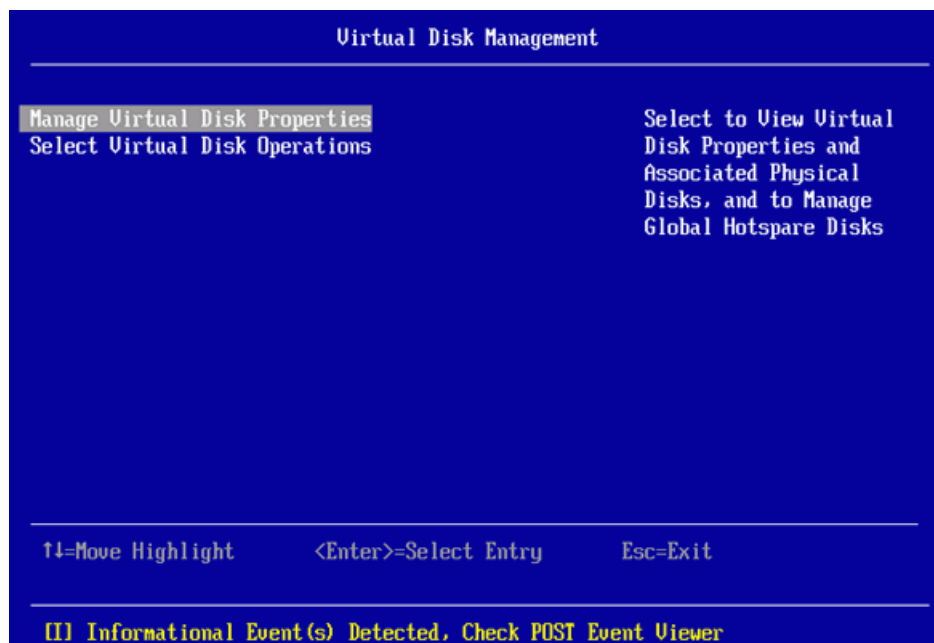 Virtual Disk Management
Manage Virtual Disk Properties
Select Virtual Disk Operations
Select to View Virtual
Disk Properties and
Associated Physical
Disks, and to Manage
Global Hotspare Disks
↑↓=Move Highlight <Enter>=Select Entry Esc=Exit
[I] Informational Event(s) Detected, Check POST Event Viewer